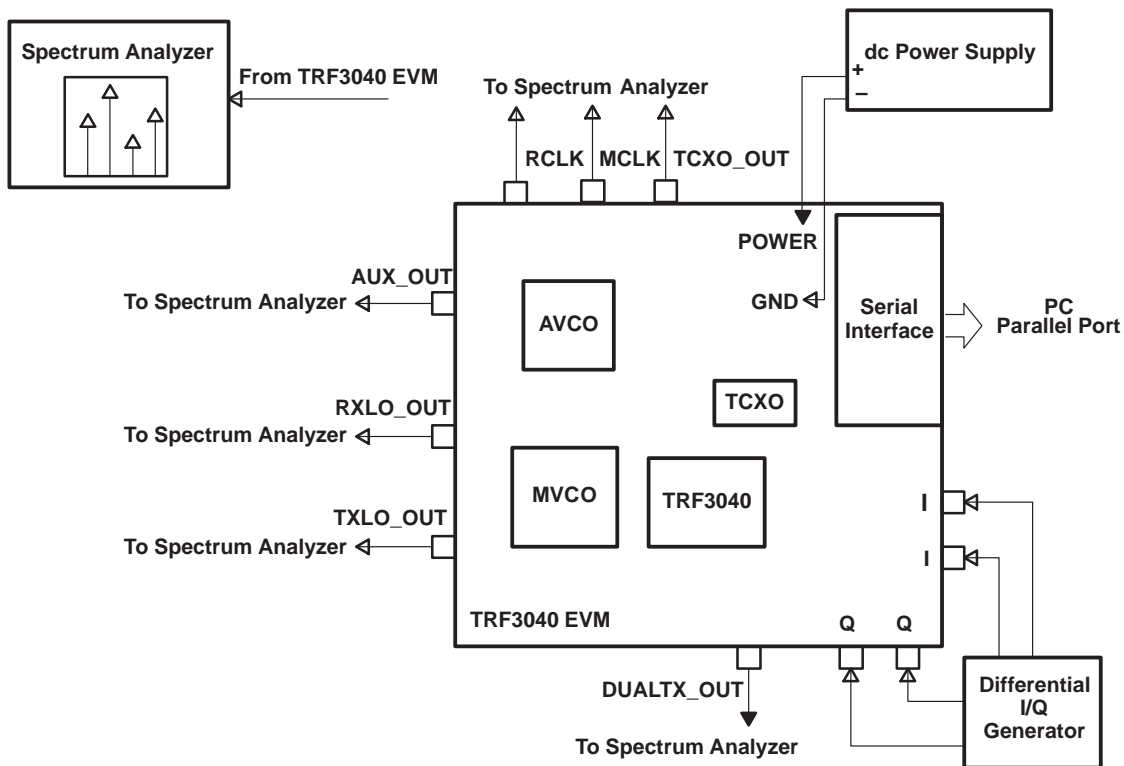 Spectrum Analyzer
From TRF3040 EVM
To Spectrum Analyzer
dc Power Supply
+
–
RCLK
MCLK
TCXO_OUT
POWER
GND
AUX_OUT
To Spectrum Analyzer
AVCO
Serial
Interface
PC
Parallel Port
TCXO
RXLO_OUT
To Spectrum Analyzer
MVCO
TRF3040
TXLO_OUT
To Spectrum Analyzer
I
I
TRF3040 EVM
Q
Q
DUALTX_OUT
To Spectrum Analyzer
Differential
I/Q
Generator